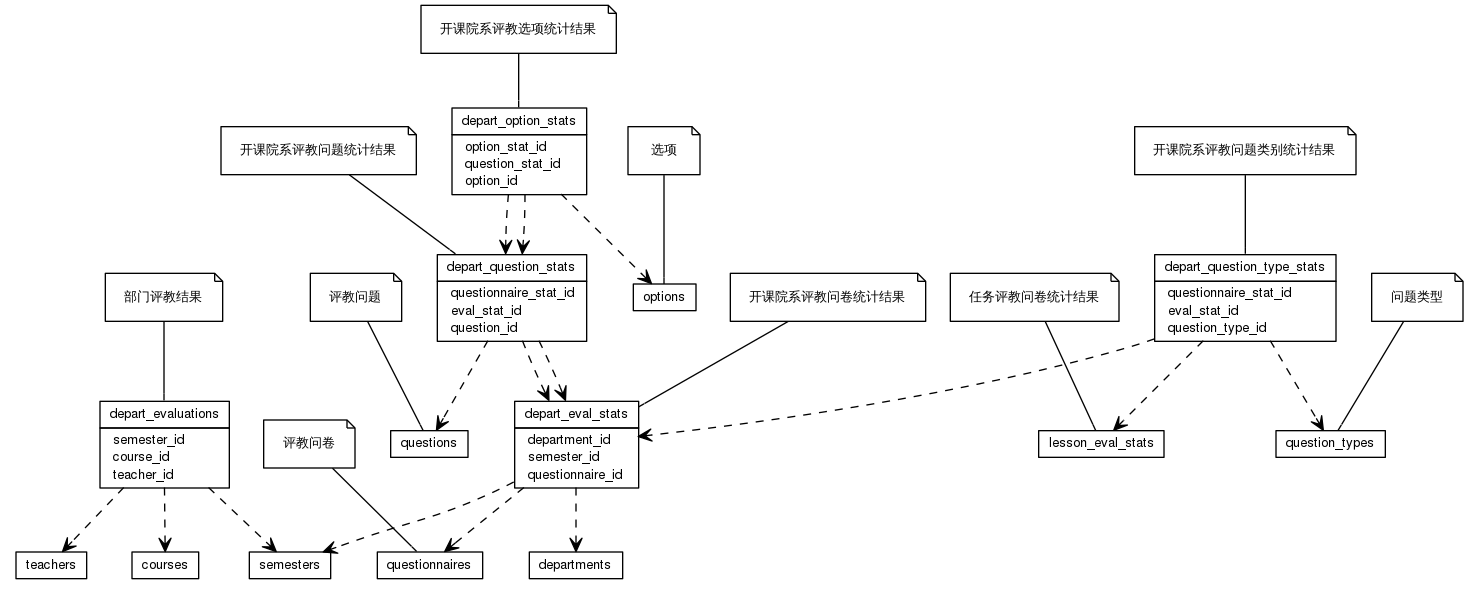 开课院系评教选项统计结果
depart_option_stats
option_stat_id
question_stat_id
option_id
开课院系评教问题统计结果
选项
开课院系评教问题类别统计结果
depart_question_stats
questionnaire_stat_id
eval_stat_id
question_id
depart_question_type_stats
questionnaire_stat_id
eval_stat_id
question_type_id
部门评教结果
评教问题
options
开课院系评教问卷统计结果
任务评教问卷统计结果
问题类型
depart_evaluations
semester_id
course_id
teacher_id
评教问卷
questions
depart_eval_stats
department_id
semester_id
questionnaire_id
lesson_eval_stats
question_types
teachers
courses
semesters
questionnaires
departments